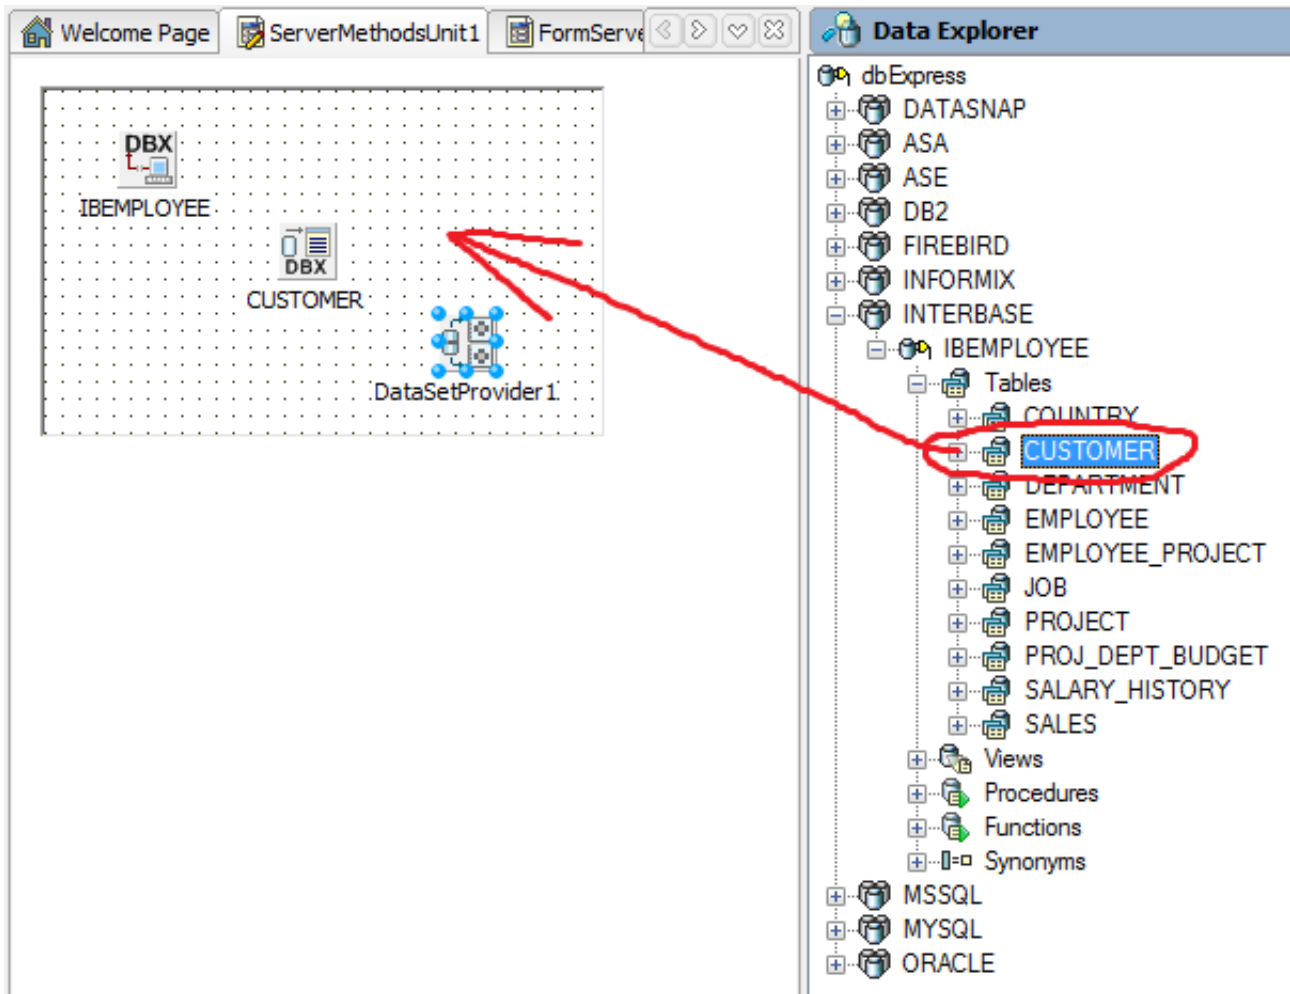 Welcome Page
ServerMethodsUnit1
FormServe
Data Explorer
DBX
IBEMPLOYEE
DBX
CUSTOMER
DataSetProvider1
dbExpress
DATASNAP
ASA
ASE
DB2
FIREBIRD
INFORMIX
INTERBASE
IBEMPLOYEE
Tables
COUNTRY
CUSTOMER
DEPARTMENT
EMPLOYEE
EMPLOYEE_PROJECT
JOB
PROJECT
PROJ_DEPT_BUDGET
SALARY_HISTORY
SALES
Views
Procedures
Functions
Synonyms
MSSQL
MYSQL
ORACLE